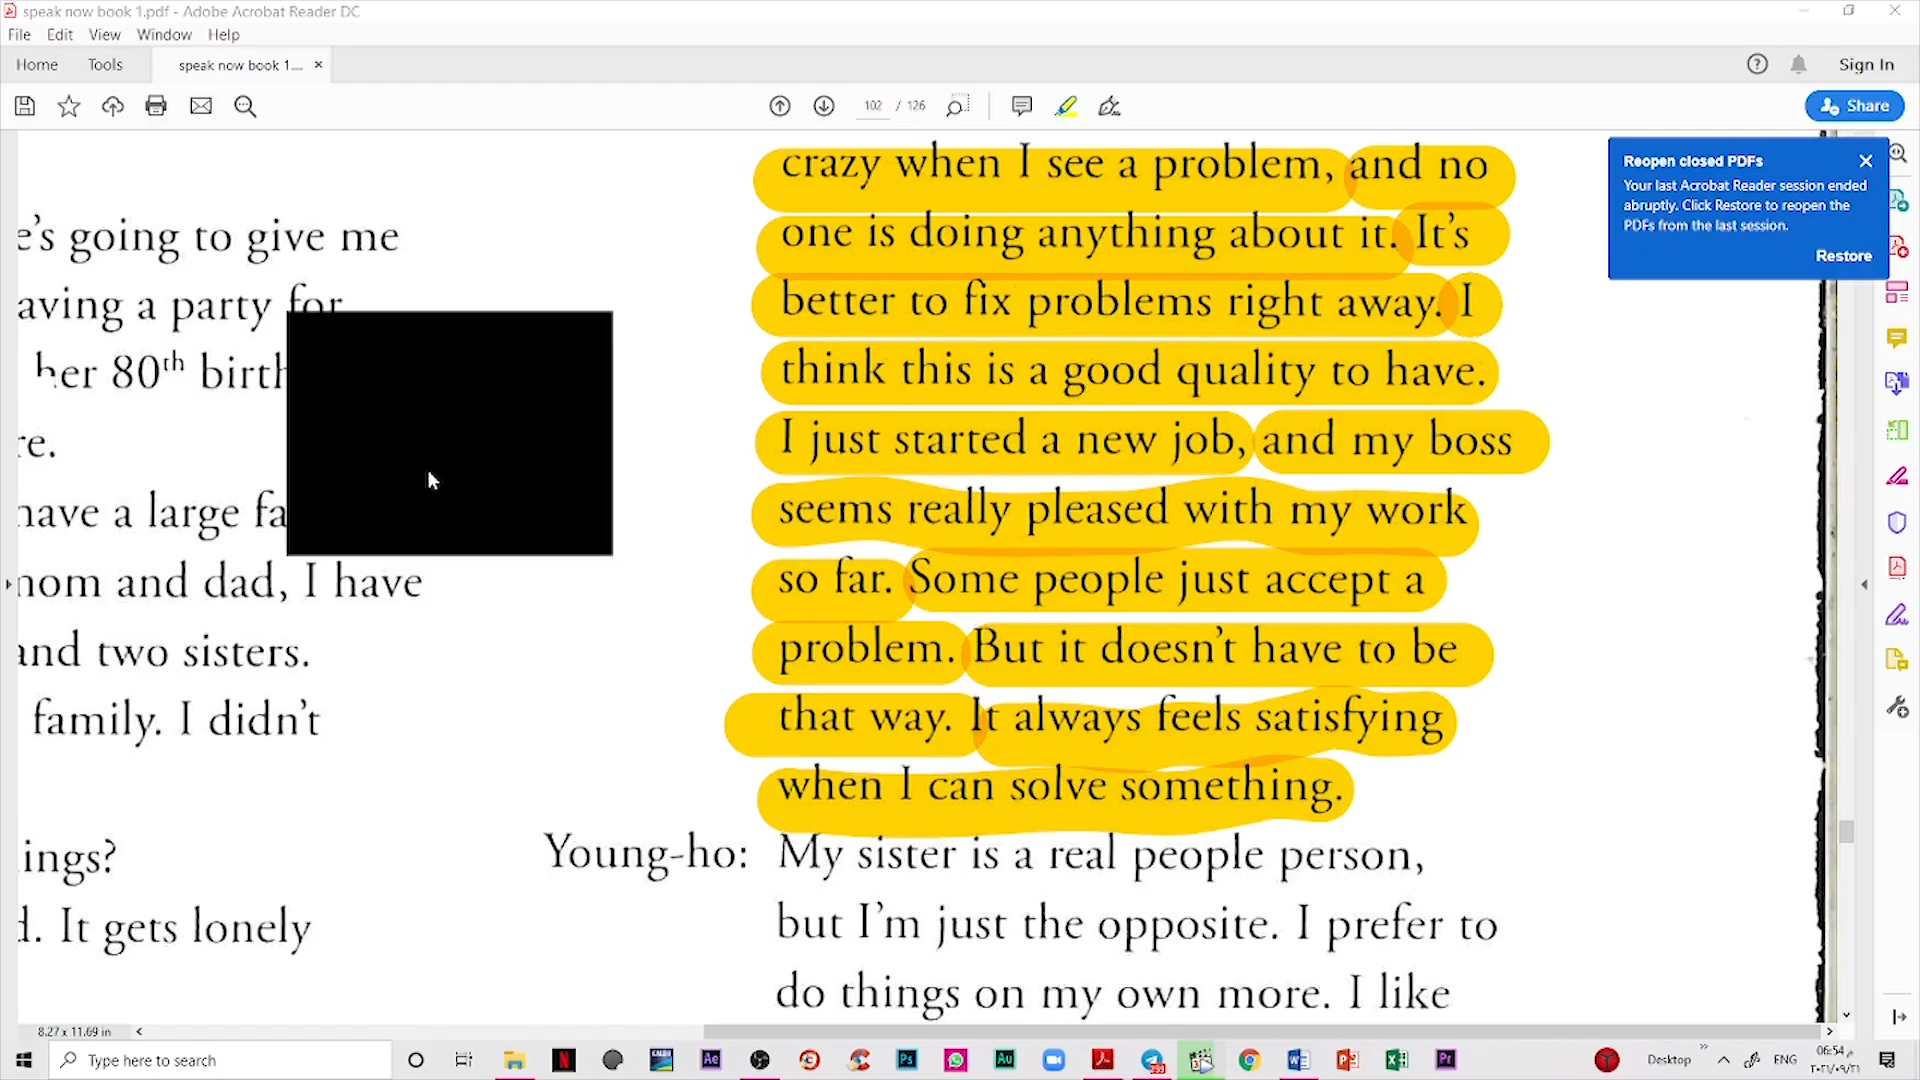 speak now book 1.pdf - Adobe Acrobat Reader DC
File Edit View Window Help
Home Tools speak now book 1.... × Sign In
102 / 126
Share
Reopen closed PDFs
Your last Acrobat Reader session ended
abruptly. Click Restore to reopen the
PDFs from the last session.
Restore
e's going to give me
aving a party for
her 80th birth
re.
have a large fa
mom and dad, I have
and two sisters.
family. I didn't
ings?
d. It gets lonely
crazy when I see a problem, and no
one is doing anything about it. It's
better to fix problems right away. I
think this is a good quality to have.
I just started a new job, and my boss
seems really pleased with my work
so far. Some people just accept a
problem. But it doesn't have to be
that way. It always feels satisfying
when I can solve something.
Young-ho: My sister is a real people person,
but I'm just the opposite. I prefer to
do things on my own more. I like
8.27 x 11.69 in
Type here to search
Desktop
ENG
م 06:54
٢٠٢١/٠٩/٢١